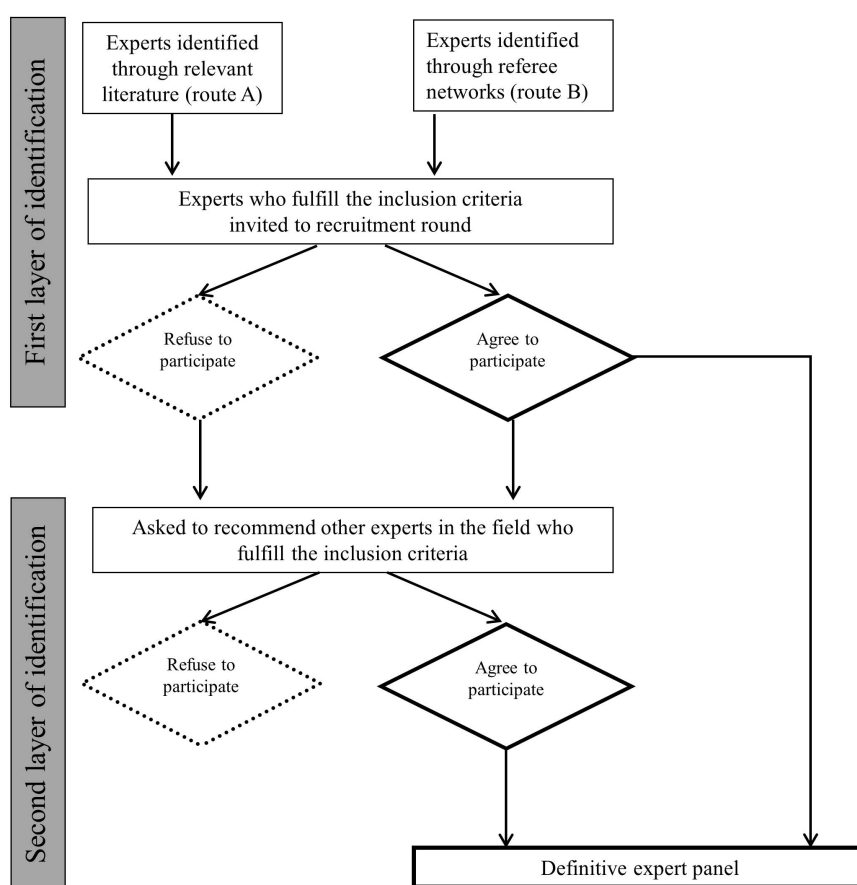 First layer of identification
Experts identified
through relevant
literature (route A)
Experts identified
through referee
networks (route B)
Experts who fulfill the inclusion criteria
invited to recruitment round
Refuse to
participate
Agree to
participate
Second layer of identification
Asked to recommend other experts in the field who
fulfill the inclusion criteria
Refuse to
participate
Agree to
participate
Definitive expert panel